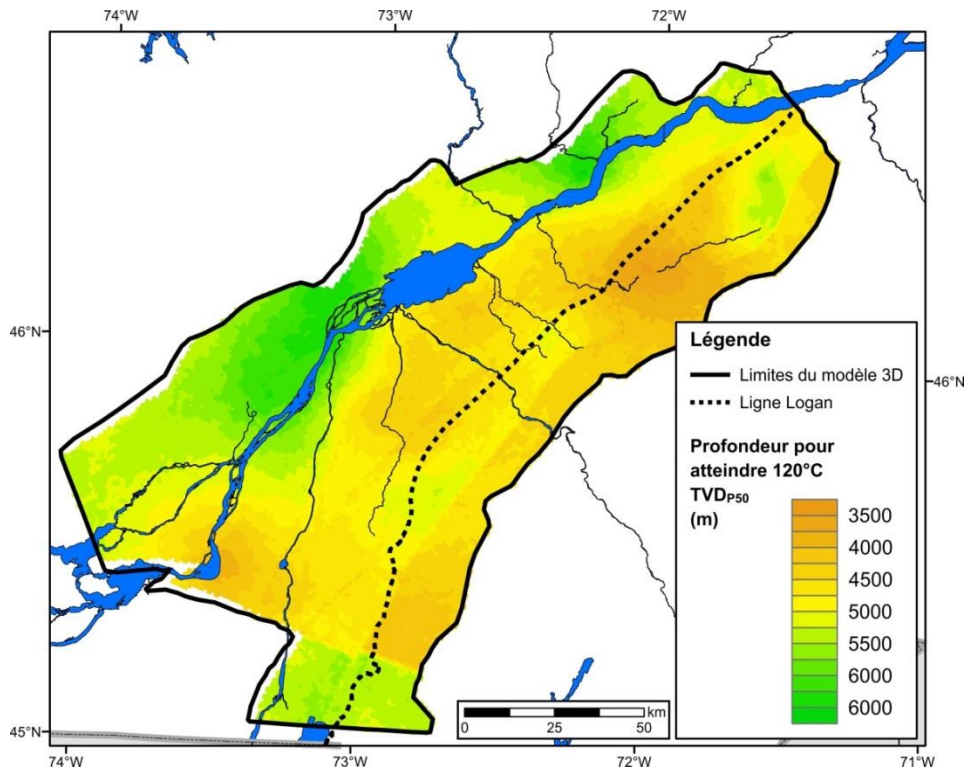 74°W 73°W 72°W
46°N
46°N
45°N
Légende
Limites du modèle 3D
Ligne Logan
Profondeur pour
atteindre 120°C
TVDP50
(m)
3500
4000
4500
5000
5500
6000
6000
km
0 25 50
74°W 73°W 72°W 71°W